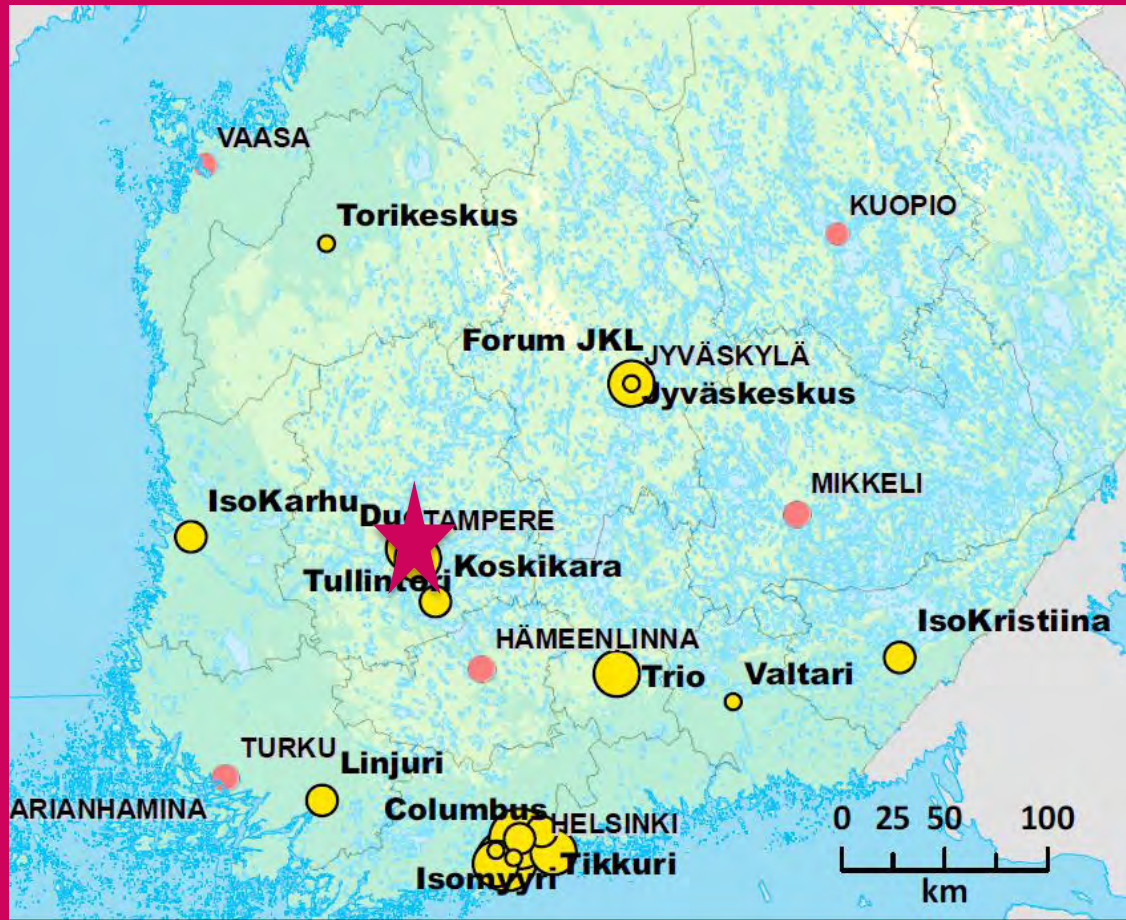 VAASA
Torikeskus
KUOPIO
Forum JKL
JYVÄSKYLÄ
Jyväskeskus
MIKKELI
IsoKarhu
TAMPERE
Koskikara
IsoKristiina
HÄMEENLINNA
Trio
Valtari
TURKU
Linjuri
ARIANHAMINA
Columbus
HELSINKI
Tikkuri
Isomyyri
0 25 50 100
km